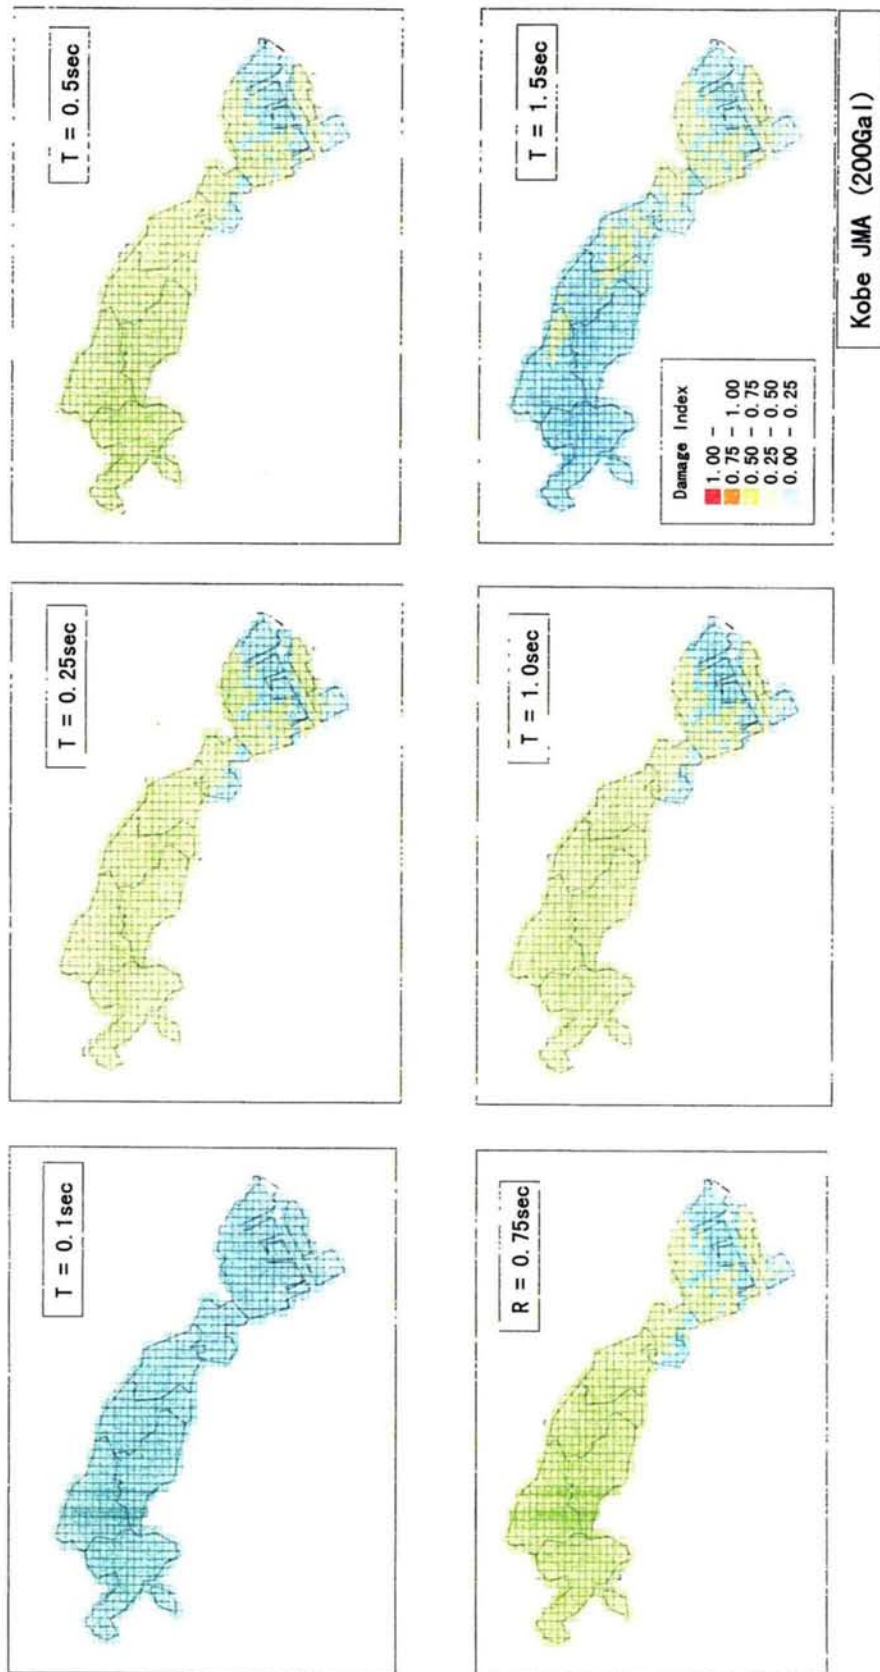 T = 0.1sec
T = 0.25sec
T = 0.5sec
R = 0.75sec
T = 1.0sec
T = 1.5sec
Damage Index
1.00 -
0.75 - 1.00
0.50 - 0.75
0.25 - 0.50
0.00 - 0.25
Kobe JMA (200Gal)